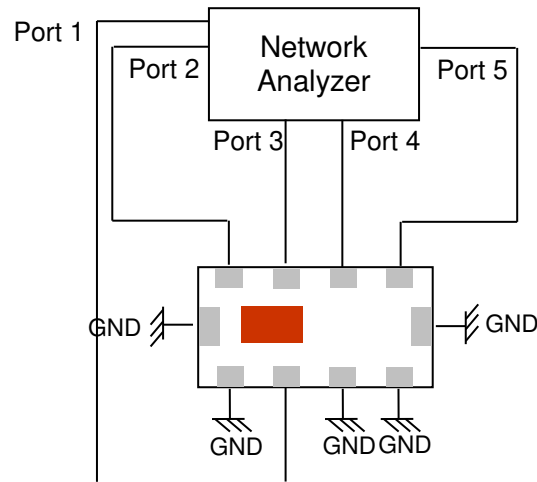 Port 1
Network
Analyzer
Port 2
Port 5
Port 3
Port 4
GND
GND
GND
GND
GND